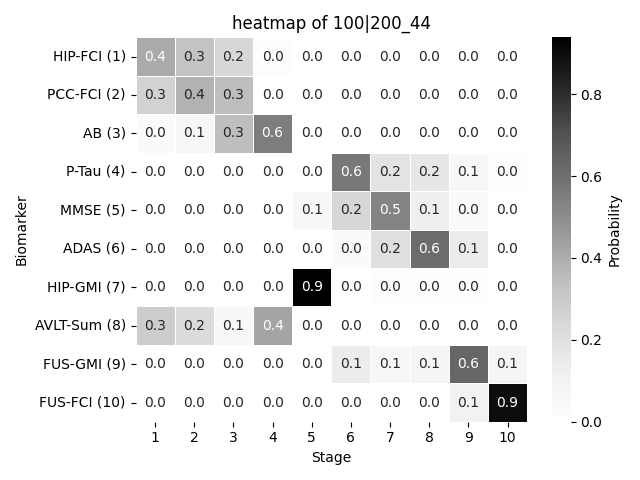 heatmap of 100|200_44
HIP-FCI (1) 0.4 0.3 0.2 0.0 0.0 0.0 0.0 0.0 0.0 0.0
PCC-FCI (2) 0.3 0.4 0.3 0.0 0.0 0.0 0.0 0.0 0.0 0.0
AB (3) 0.0 0.1 0.3 0.6 0.0 0.0 0.0 0.0 0.0 0.0
P-Tau (4) 0.0 0.0 0.0 0.0 0.0 0.6 0.2 0.2 0.1 0.0
MMSE (5) 0.0 0.0 0.0 0.0 0.1 0.2 0.5 0.1 0.0 0.0
ADAS (6) 0.0 0.0 0.0 0.0 0.0 0.0 0.2 0.6 0.1 0.0
HIP-GMI (7) 0.0 0.0 0.0 0.0 0.9 0.0 0.0 0.0 0.0 0.0
AVLT-Sum (8) 0.3 0.2 0.1 0.4 0.0 0.0 0.0 0.0 0.0 0.0
FUS-GMI (9) 0.0 0.0 0.0 0.0 0.0 0.1 0.1 0.1 0.6 0.1
FUS-FCI (10) 0.0 0.0 0.0 0.0 0.0 0.0 0.0 0.0 0.1 0.9
1 2 3 4 5 6 7 8 9 10
Stage
Biomarker
0.8
0.6
0.4
0.2
0.0
Probability